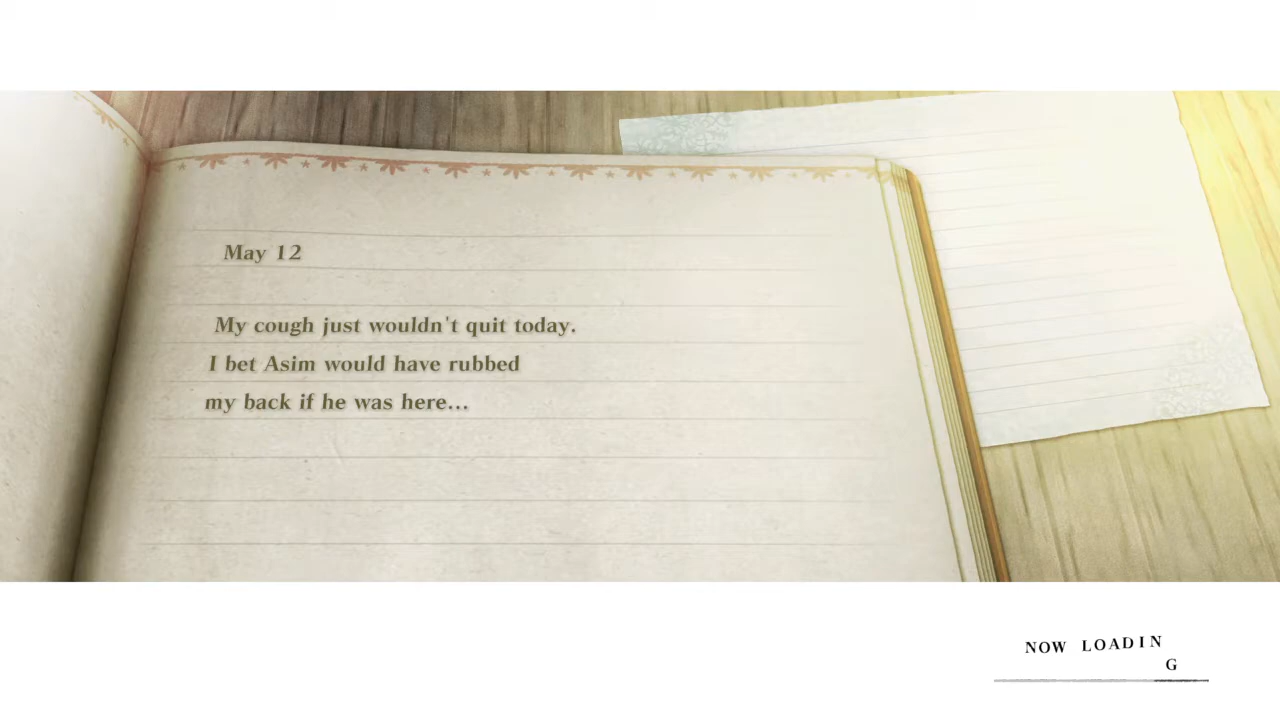 May 12
My cough just wouldn't quit today.
I bet Asim would have rubbed
my back if he was here...
NOW LOADING